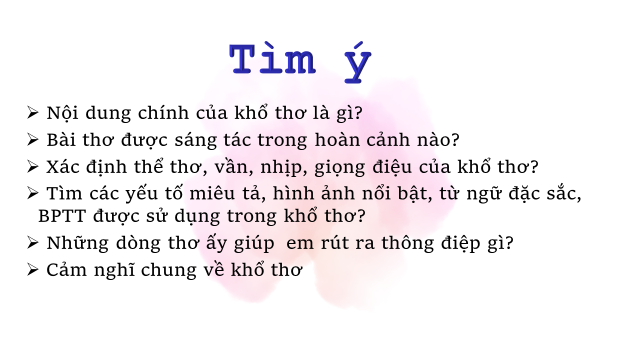 Tìm ý
➢ Nội dung chính của khổ thơ là gì?
➢ Bài thơ được sáng tác trong hoàn cảnh nào?
➢ Xác định thể thơ, vần, nhịp, giọng điệu của khổ thơ?
➢ Tìm các yếu tố miêu tả, hình ảnh nổi bật, từ ngữ đặc sắc,
BPTT được sử dụng trong khổ thơ?
➢ Những dòng thơ ấy giúp  em rút ra thông điệp gì?
➢ Cảm nghĩ chung về khổ thơ